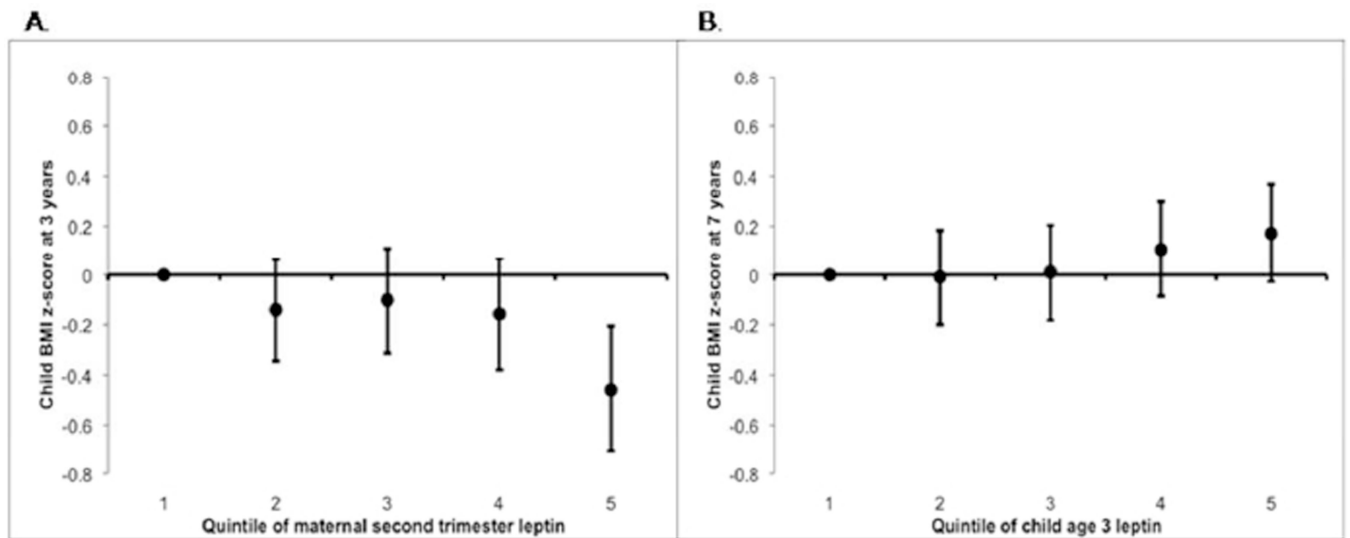 A.
B.
Child BMI z-score at 3 years
0.8
0.6
0.4
0.2
0
-0.2
-0.4
-0.6
-0.8
1 2 3 4 5
Quintile of maternal second trimester leptin
Child BMI z-score at 7 years
0.8
0.6
0.4
0.2
0
-0.2
-0.4
-0.6
-0.8
1 2 3 4 5
Quintile of child age 3 leptin